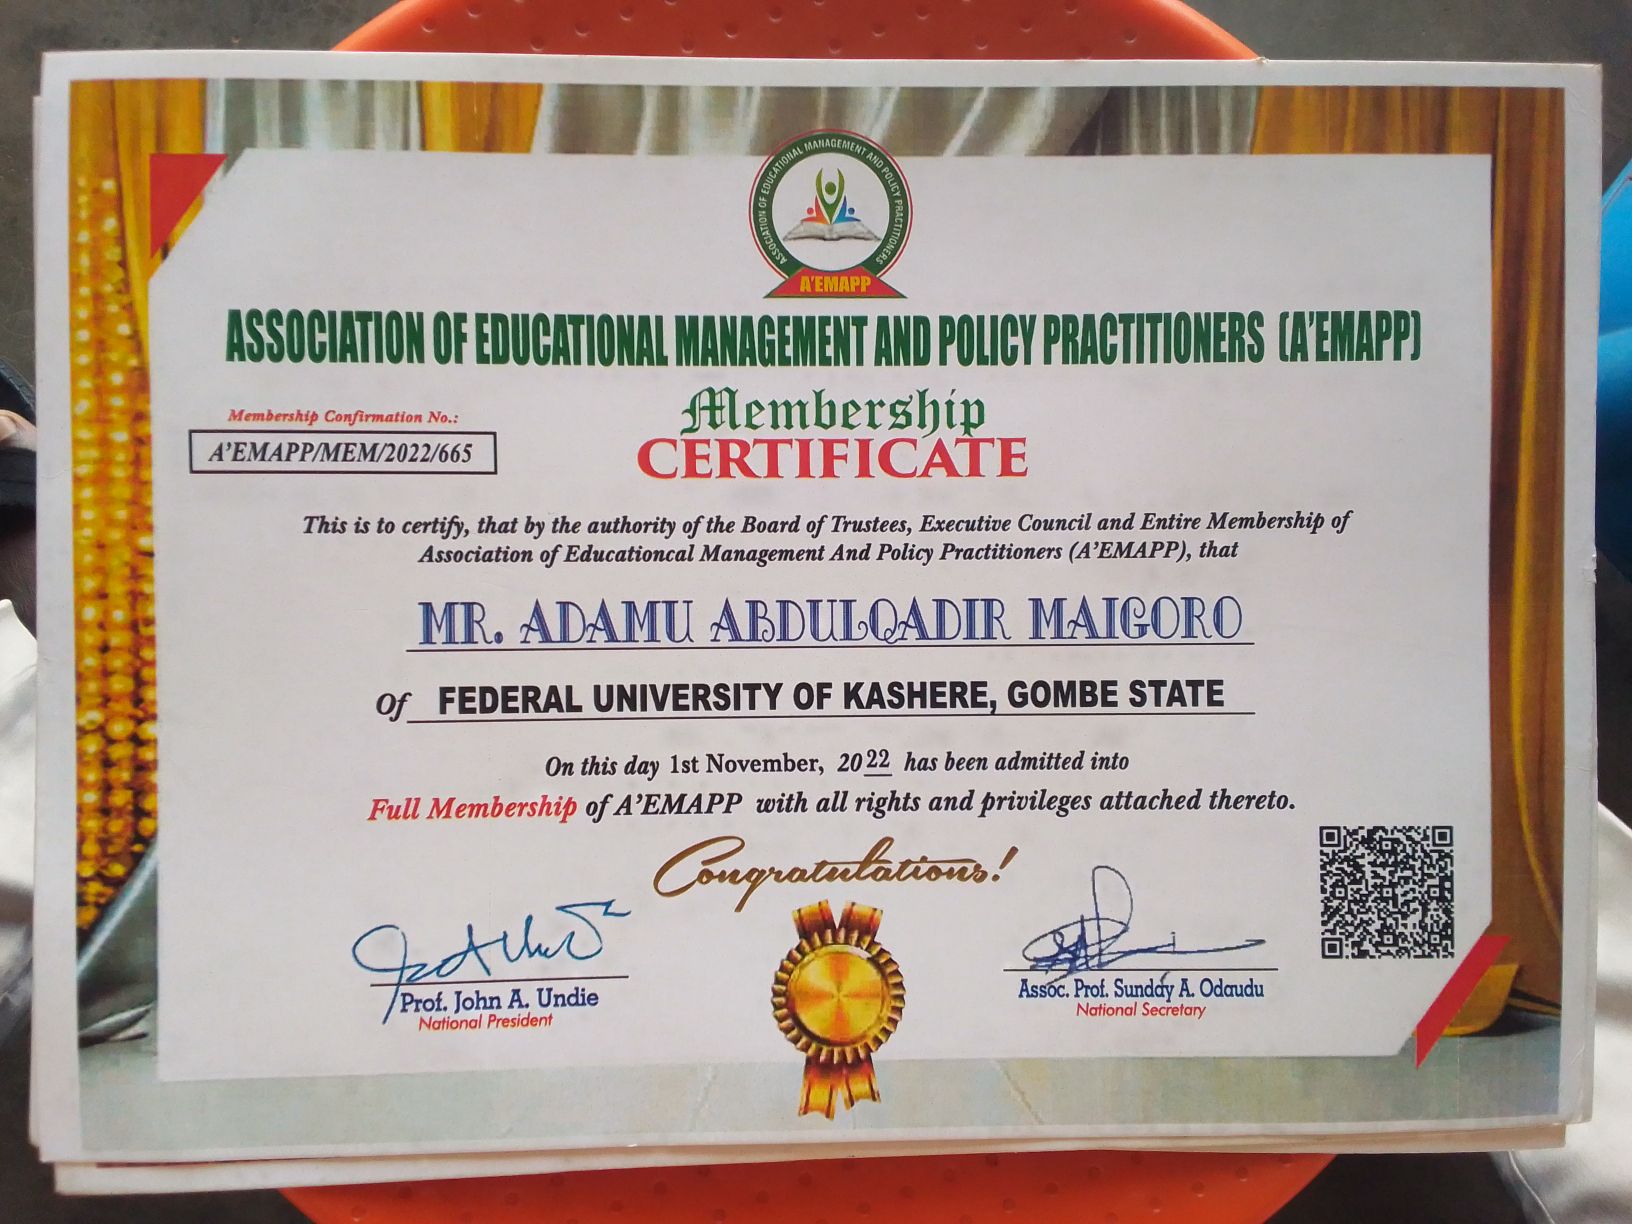 ASSOCIATION OF EDUCATIONAL MANAGEMENT AND POLICY PRACTITIONERS
A'EMAPP
ASSOCIATION OF EDUCATIONAL MANAGEMENT AND POLICY PRACTITIONERS (A'EMAPP)
Membership
CERTIFICATE
Membership Confirmation No.:
A'EMAPP/MEM/2022/665
This is to certify, that by the authority of the Board of Trustees, Executive Council and Entire Membership of
Association of Educationcal Management And Policy Practitioners (A'EMAPP), that
MR. ADAMU ABDULQADIR MAIGORO
Of FEDERAL UNIVERSITY OF KASHERE, GOMBE STATE
On this day 1st November, 2022 has been admitted into
Full Membership of A'EMAPP with all rights and privileges attached thereto.
Congratulations!
Prof. John A. Undie
National President
Assoc. Prof. Sunday A. Odaudu
National Secretary